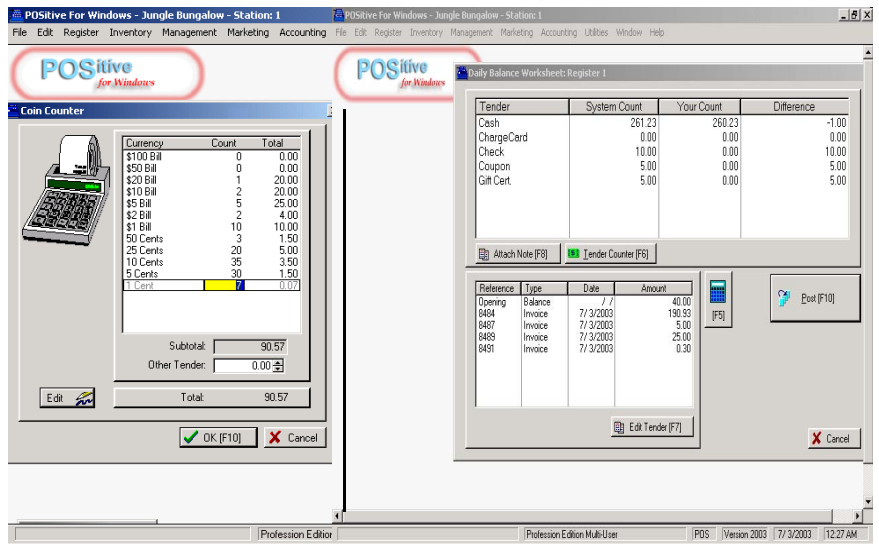 POSitive For Windows - Jungle Bungalow - Station: 1
File Edit Register Inventory Management Marketing Accounting
POSitive
for Windows
Coin Counter
Currency Count Total
$100 Bill 0 0.00
$50 Bill 0 0.00
$20 Bill 1 20.00
$10 Bill 2 20.00
$5 Bill 5 25.00
$2 Bill 2 4.00
$1 Bill 10 10.00
50 Cents 3 1.50
25 Cents 20 5.00
10 Cents 35 3.50
5 Cents 30 1.50
1 Cent 7 0.07
Subtotal: 90.57
Other Tender: 0.00
Edit
Total: 90.57
OK [F10] Cancel
Profession Edition
POSitive For Windows - Jungle Bungalow - Station: 1
File Edit Register Inventory Management Marketing Accounting Utilities Window Help
POSitive
for Windows
Daily Balance Worksheet: Register 1
Tender System Count Your Count Difference
Cash 261.23 260.23 -1.00
ChargeCard 0.00 0.00 0.00
Check 10.00 0.00 10.00
Coupon 5.00 0.00 5.00
Gift Cert. 5.00 0.00 5.00
Attach Note [F8] Tender Counter [F6]
Reference Type Date Amount
Opening Balance / / 40.00
8484 Invoice 7/ 3/2003 190.93
8487 Invoice 7/ 3/2003 5.00
8489 Invoice 7/ 3/2003 25.00
8491 Invoice 7/ 3/2003 0.30
[F5]
Post [F10]
Edit Tender [F7]
Cancel
Profession Edition Multi-User POS Version 2003 7/ 3/2003 12:27 AM